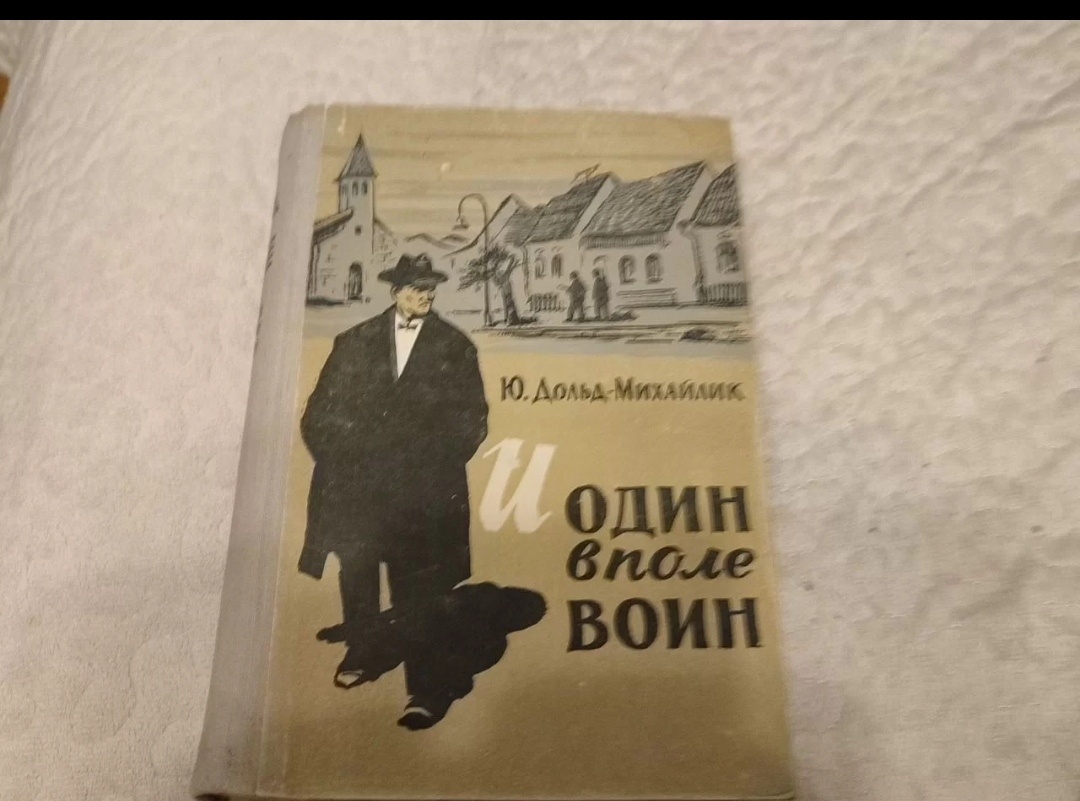 Ю. Дольд-Михайлик
И ОДИН
в поле
ВОИН